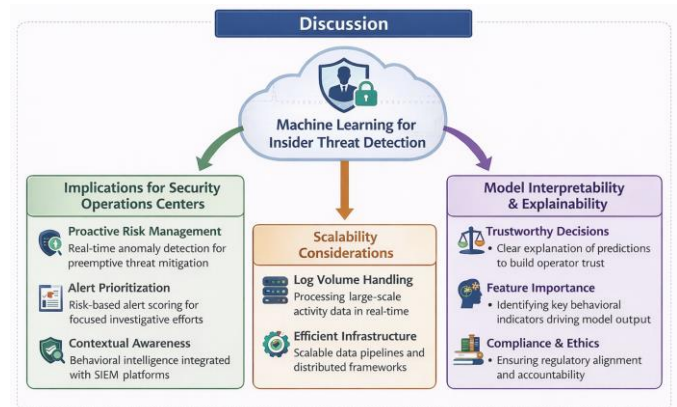 Discussion
Machine Learning for
Insider Threat Detection
Implications for Security
Operations Centers
Proactive Risk Management
Real-time anomaly detection for
preemptive threat mitigation
Alert Prioritization
Risk-based alert scoring for
focused investigative efforts
Contextual Awareness
Behavioral intelligence integrated
with SIEM platforms
Scalability
Considerations
Log Volume Handling
Processing large-scale
activity data in real-time
Efficient Infrastructure
Scalable data pipelines and
distributed frameworks
Model Interpretability
& Explainability
Trustworthy Decisions
• Clear explanation of predictions
to build operator trust
Feature Importance
• Identifying key behavioral
indicators driving model output
Compliance & Ethics
• Ensuring regulatory alignment
and accountability